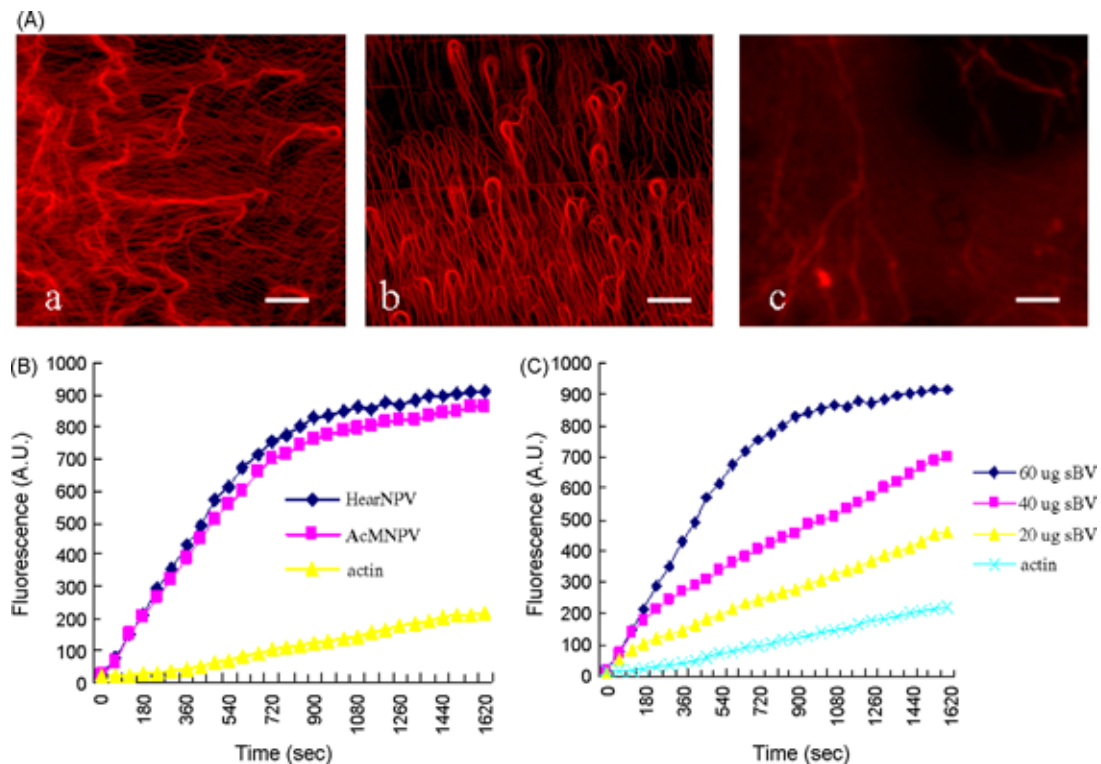 (A)
a
b
c
(B)
1000
900
800
700
600
500
400
300
200
100
0
Fluorescence (A.U.)
HearNPV
AcMNPV
actin
0
180
360
540
720
900
1080
1260
1440
1620
Time (sec)
(C)
1000
900
800
700
600
500
400
300
200
100
0
Fluorescence (A.U.)
60 ug sBV
40 ug sBV
20 ug sBV
actin
0
180
360
540
720
900
1080
1260
1440
1620
Time (sec)